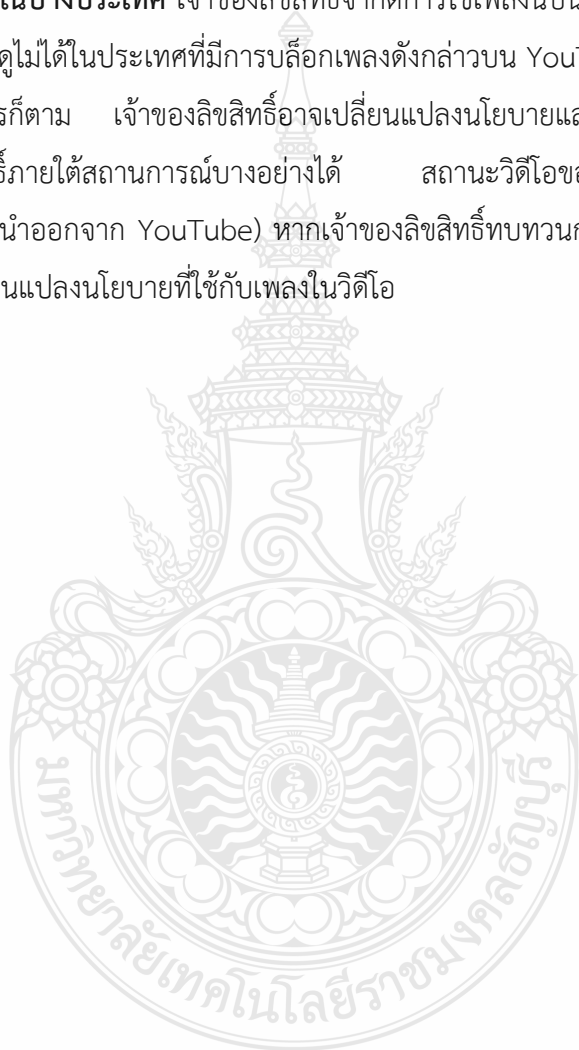 ในบางประเทศ เจ้าของลิขสิทธิ์จำกัดการใช้เพลงนี้บน
ดูไม่ได้ในประเทศที่มีการบล็อกเพลงดังกล่าวบน YouT
รก็ตาม เจ้าของลิขสิทธิ์อาจเปลี่ยนแปลงนโยบายแล
ธิ์ภายใต้สถานการณ์บางอย่างได้ สถานะวิดีโอขอ
นำออกจาก YouTube) หากเจ้าของลิขสิทธิ์ทบทวนก
นแปลงนโยบายที่ใช้กับเพลงในวิดีโอ
มหาวิทยาลัยเทคโนโลยีราชมงคลธัญบุรี